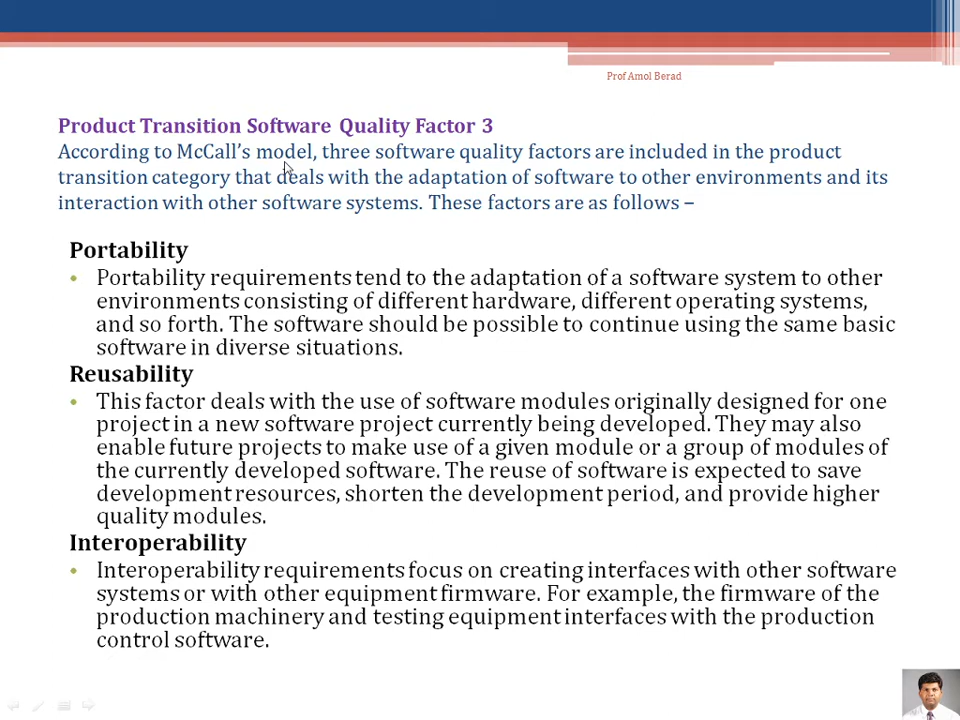 Prof Amol Berad
Product Transition Software Quality Factor 3
According to McCall's model, three software quality factors are included in the product
transition category that deals with the adaptation of software to other environments and its
interaction with other software systems. These factors are as follows –
Portability
• Portability requirements tend to the adaptation of a software system to other
environments consisting of different hardware, different operating systems,
and so forth. The software should be possible to continue using the same basic
software in diverse situations.
Reusability
• This factor deals with the use of software modules originally designed for one
project in a new software project currently being developed. They may also
enable future projects to make use of a given module or a group of modules of
the currently developed software. The reuse of software is expected to save
development resources, shorten the development period, and provide higher
quality modules.
Interoperability
• Interoperability requirements focus on creating interfaces with other software
systems or with other equipment firmware. For example, the firmware of the
production machinery and testing equipment interfaces with the production
control software.